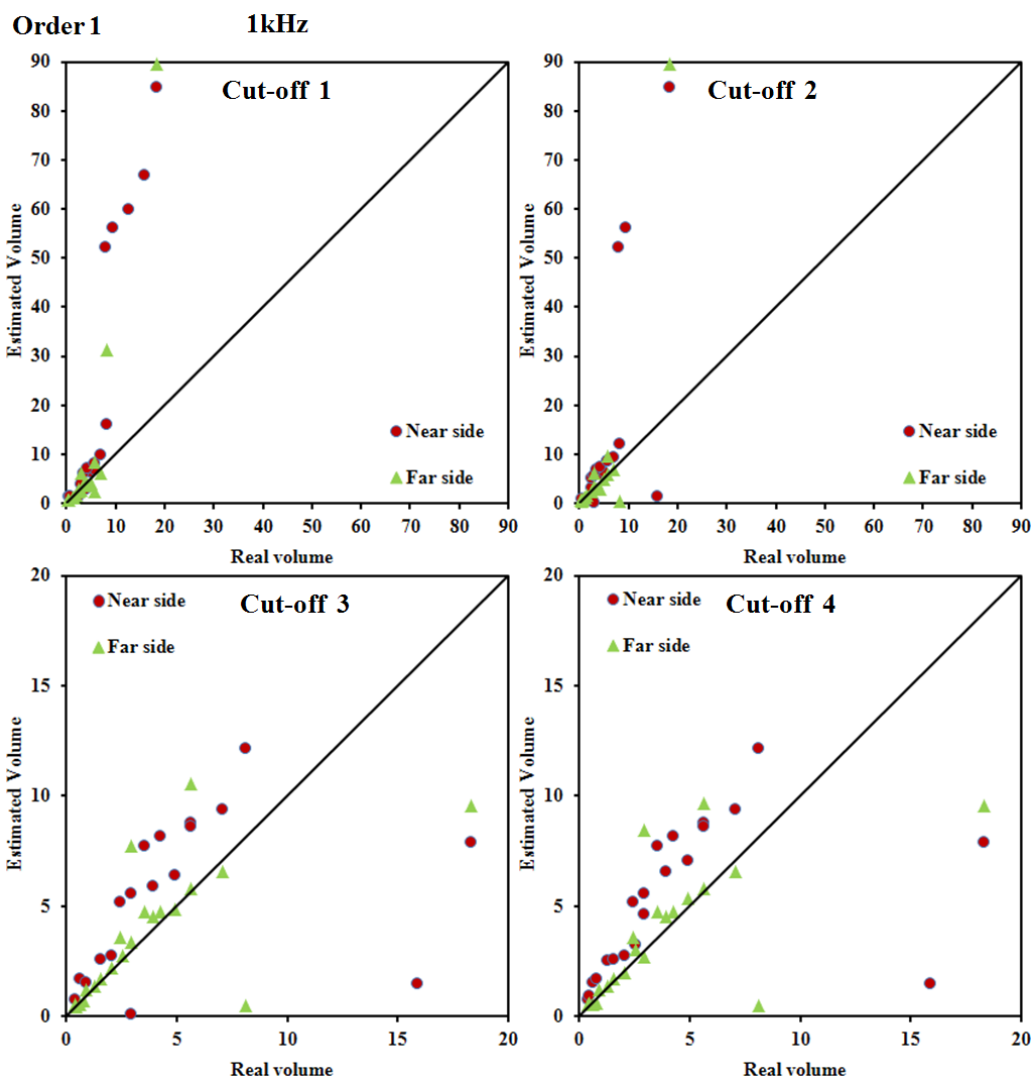 Order 1 1kHz
Cut-off 1
90
80
70
60
50
40
30
20
10
0
Estimated Volume
Near side
Far side
0 10 20 30 40 50 60 70 80 90
Real volume
Cut-off 2
90
80
70
60
50
40
30
20
10
0
Estimated Volume
Near side
Far side
0 10 20 30 40 50 60 70 80 90
Real volume
Cut-off 3
20
15
10
5
0
Estimated Volume
Near side
Far side
0 5 10 15 20
Real volume
Cut-off 4
20
15
10
5
0
Estimated Volume
Near side
Far side
0 5 10 15 20
Real volume